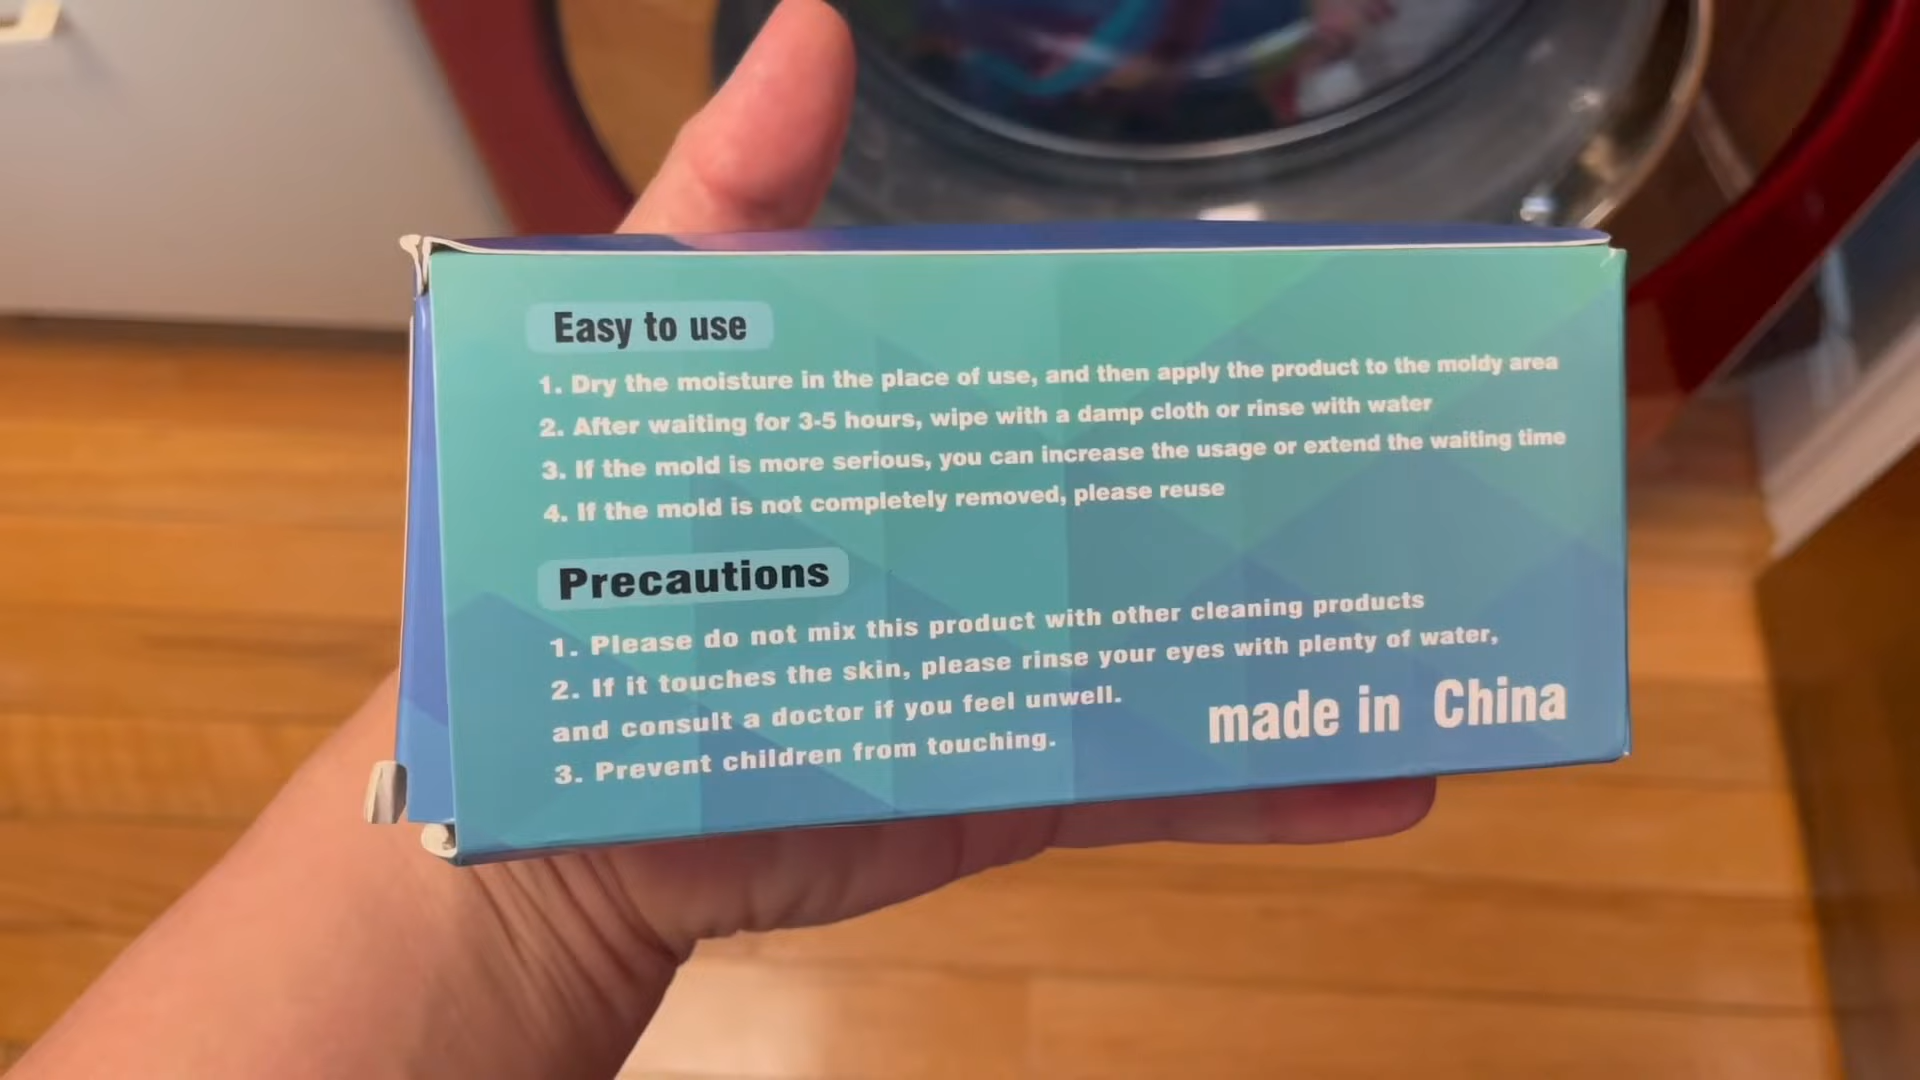 Easy to use
1. Dry the moisture in the place of use, and then apply the product to the moldy area
2. After waiting for 3-5 hours, wipe with a damp cloth or rinse with water
3. If the mold is more serious, you can increase the usage or extend the waiting time
4. If the mold is not completely removed, please reuse
Precautions
1. Please do not mix this product with other cleaning products
2. If it touches the skin, please rinse your eyes with plenty of water,
and consult a doctor if you feel unwell.
3. Prevent children from touching.
made in China